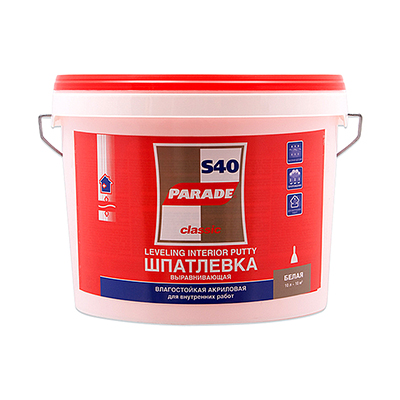 S40
PARADE
classic
LEVELING INTERIOR PUTTY
ШПАТЛЕВКА
ВЫРАВНИВАЮЩАЯ
ВЛАГОСТОЙКАЯ АКРИЛОВАЯ
для внутренних работ
БЕЛАЯ